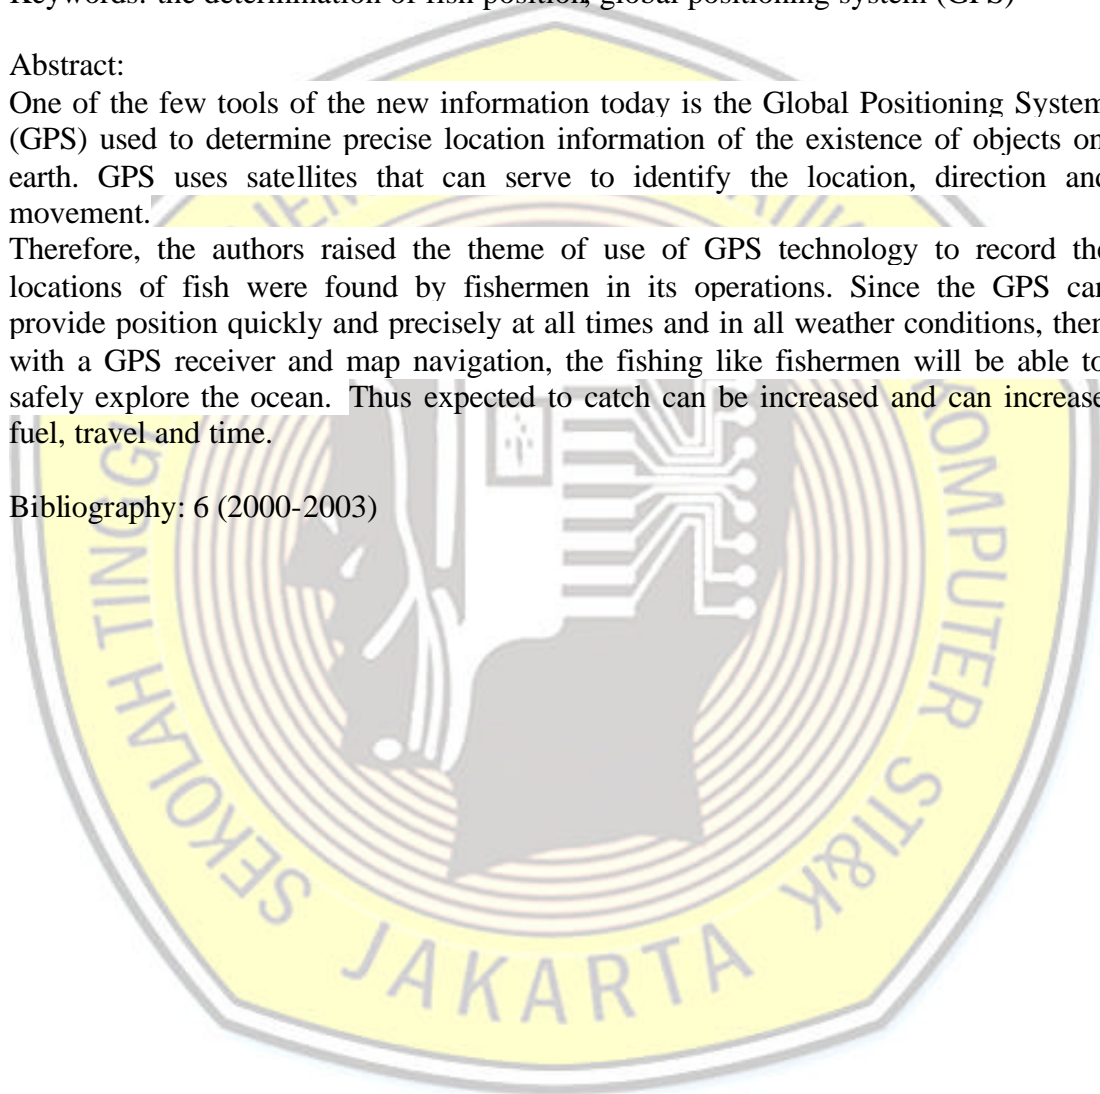 Keywords: the determination of fish position, global positioning system (GPS)
Abstract:
One of the few tools of the new information today is the Global Positioning System
(GPS) used to determine precise location information of the existence of objects on
earth. GPS uses satellites that can serve to identify the location, direction and
movement.
Therefore, the authors raised the theme of use of GPS technology to record the
locations of fish were found by fishermen in its operations. Since the GPS can
provide position quickly and precisely at all times and in all weather conditions, then
with a GPS receiver and map navigation, the fishing like fishermen will be able to
safely explore the ocean. Thus expected to catch can be increased and can increase
fuel, travel and time.
Bibliography: 6 (2000-2003)
SEKOLAH TINGGI
KOMPUTER STI&K
JAKARTA